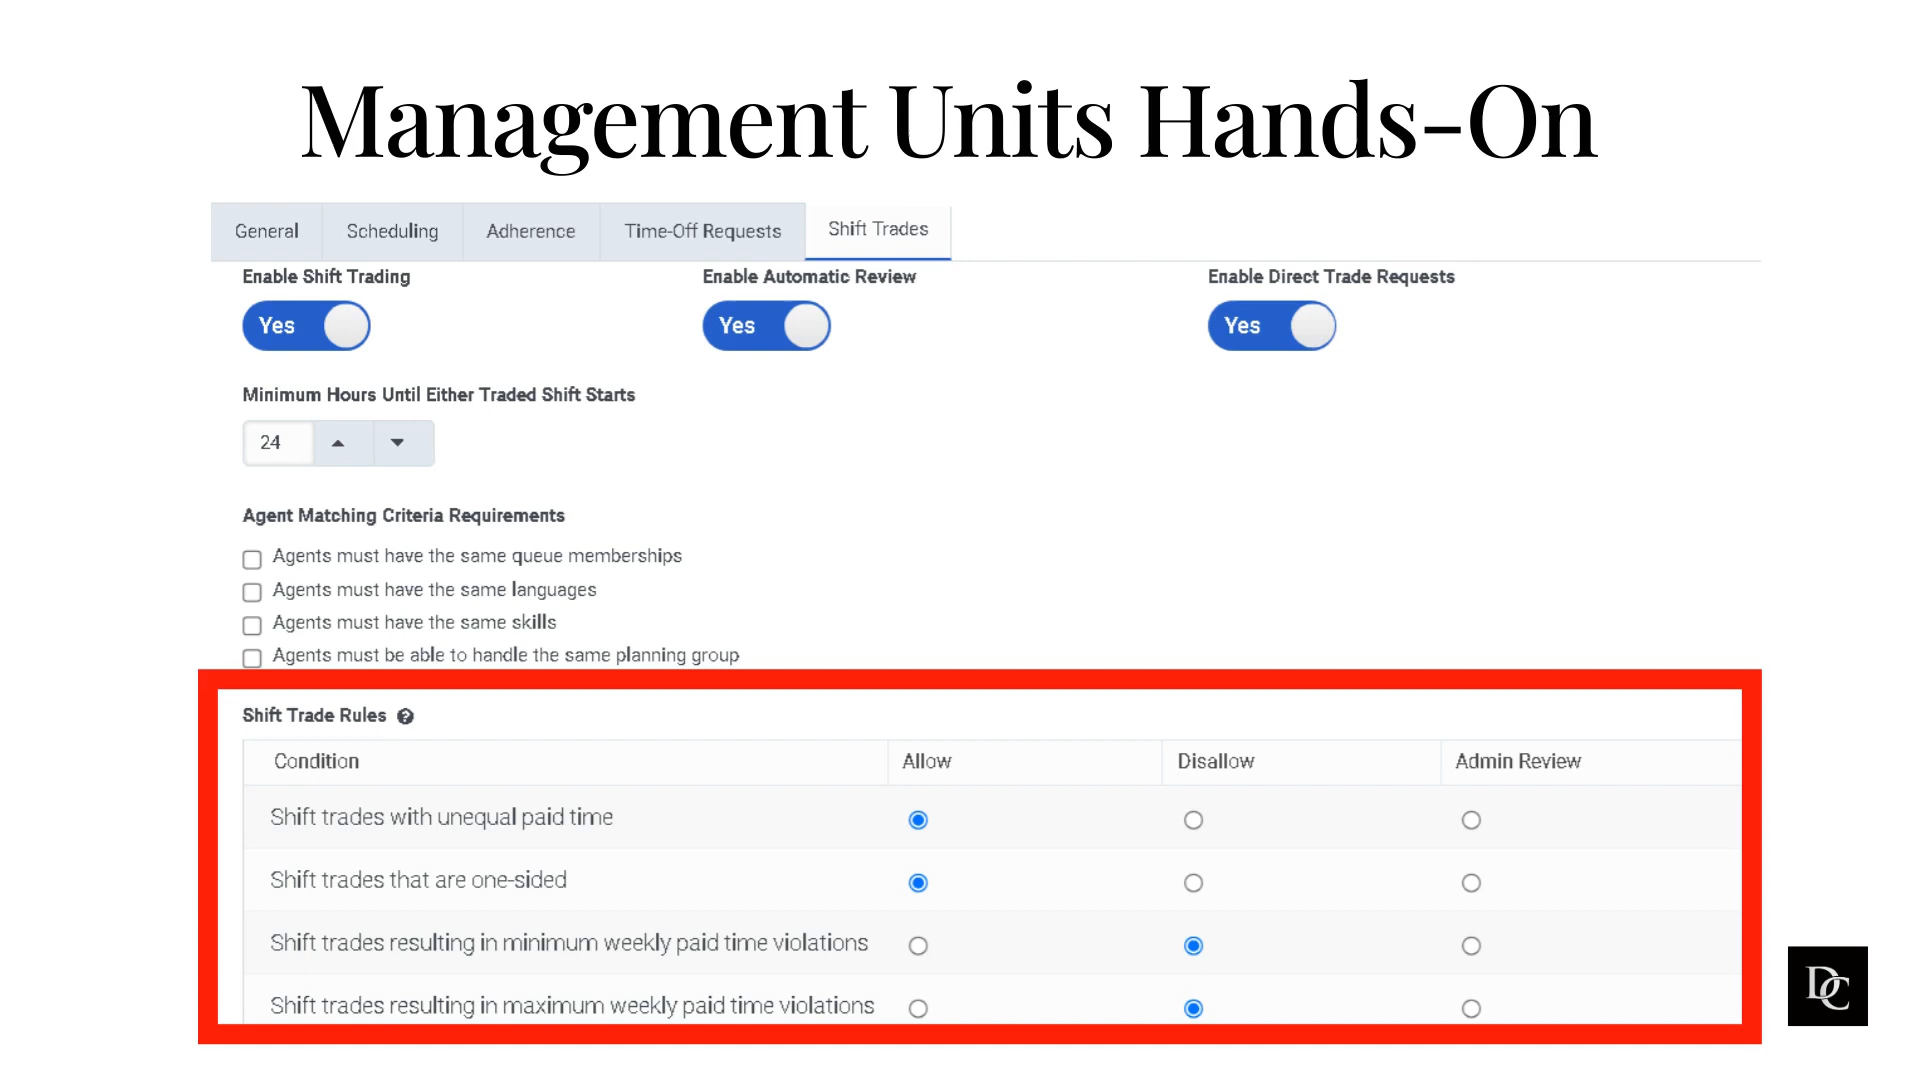 Management Units Hands-On
General Scheduling Adherence Time-Off Requests Shift Trades
Enable Shift Trading Enable Automatic Review Enable Direct Trade Requests
Yes Yes Yes
Minimum Hours Until Either Traded Shift Starts
24
Agent Matching Criteria Requirements
Agents must have the same queue memberships
Agents must have the same languages
Agents must have the same skills
Agents must be able to handle the same planning group
Shift Trade Rules ?
Condition Allow Disallow Admin Review
Shift trades with unequal paid time
Shift trades that are one-sided
Shift trades resulting in minimum weekly paid time violations
Shift trades resulting in maximum weekly paid time violations
DC